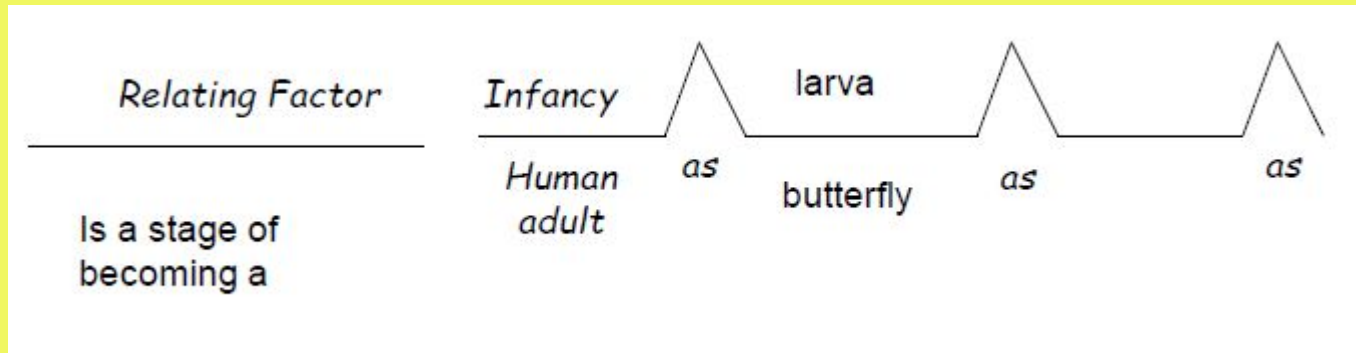 Relating Factor
Is a stage of
becoming a
Infancy
Human
adult
as
larva
butterfly
as
as